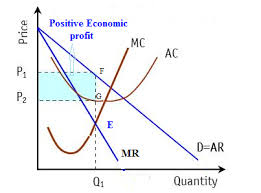 Positive Economic
profit
MC
AC
Price
P1
F
P2
G
E
D=AR
MR
Q1
Quantity